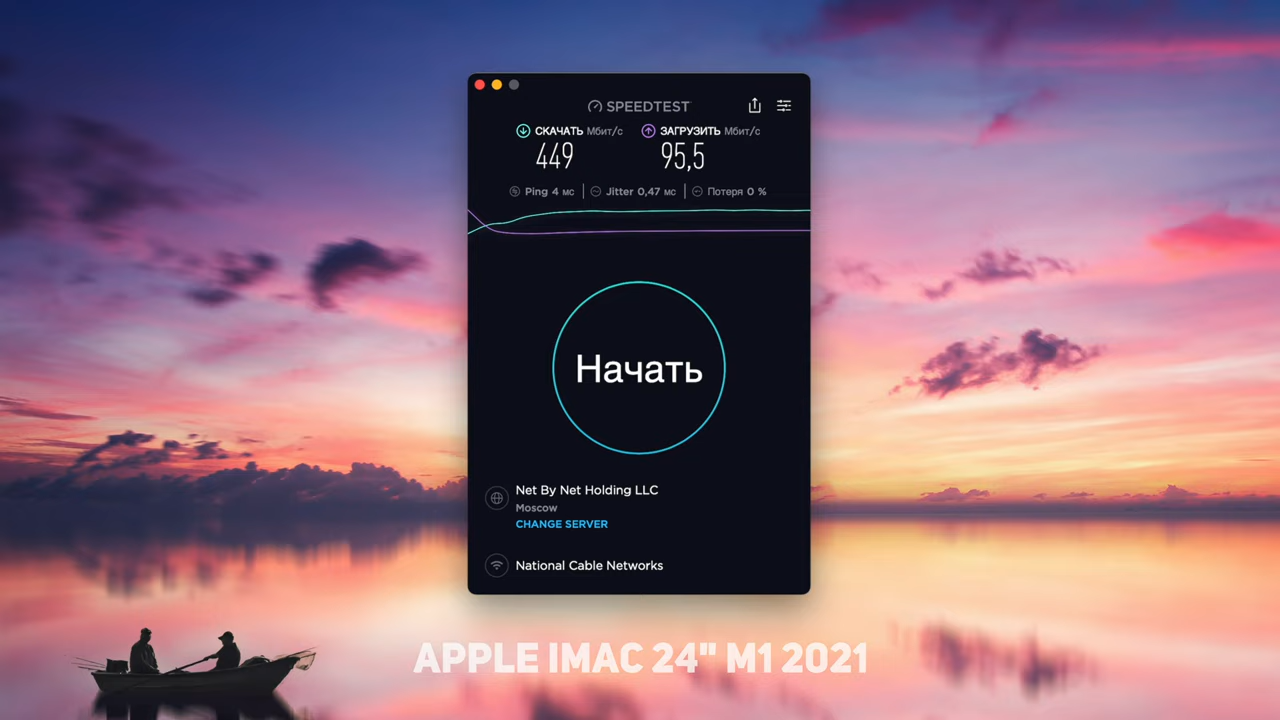 SPEEDTEST
СКАЧАТЬ Мбит/с ЗАГРУЗИТЬ Мбит/с
449 95,5
Ping 4 мс Jitter 0,47 мс Потеря 0 %
Начать
Net By Net Holding LLC
Moscow
CHANGE SERVER
National Cable Networks
APPLE IMAC 24" M1 2021